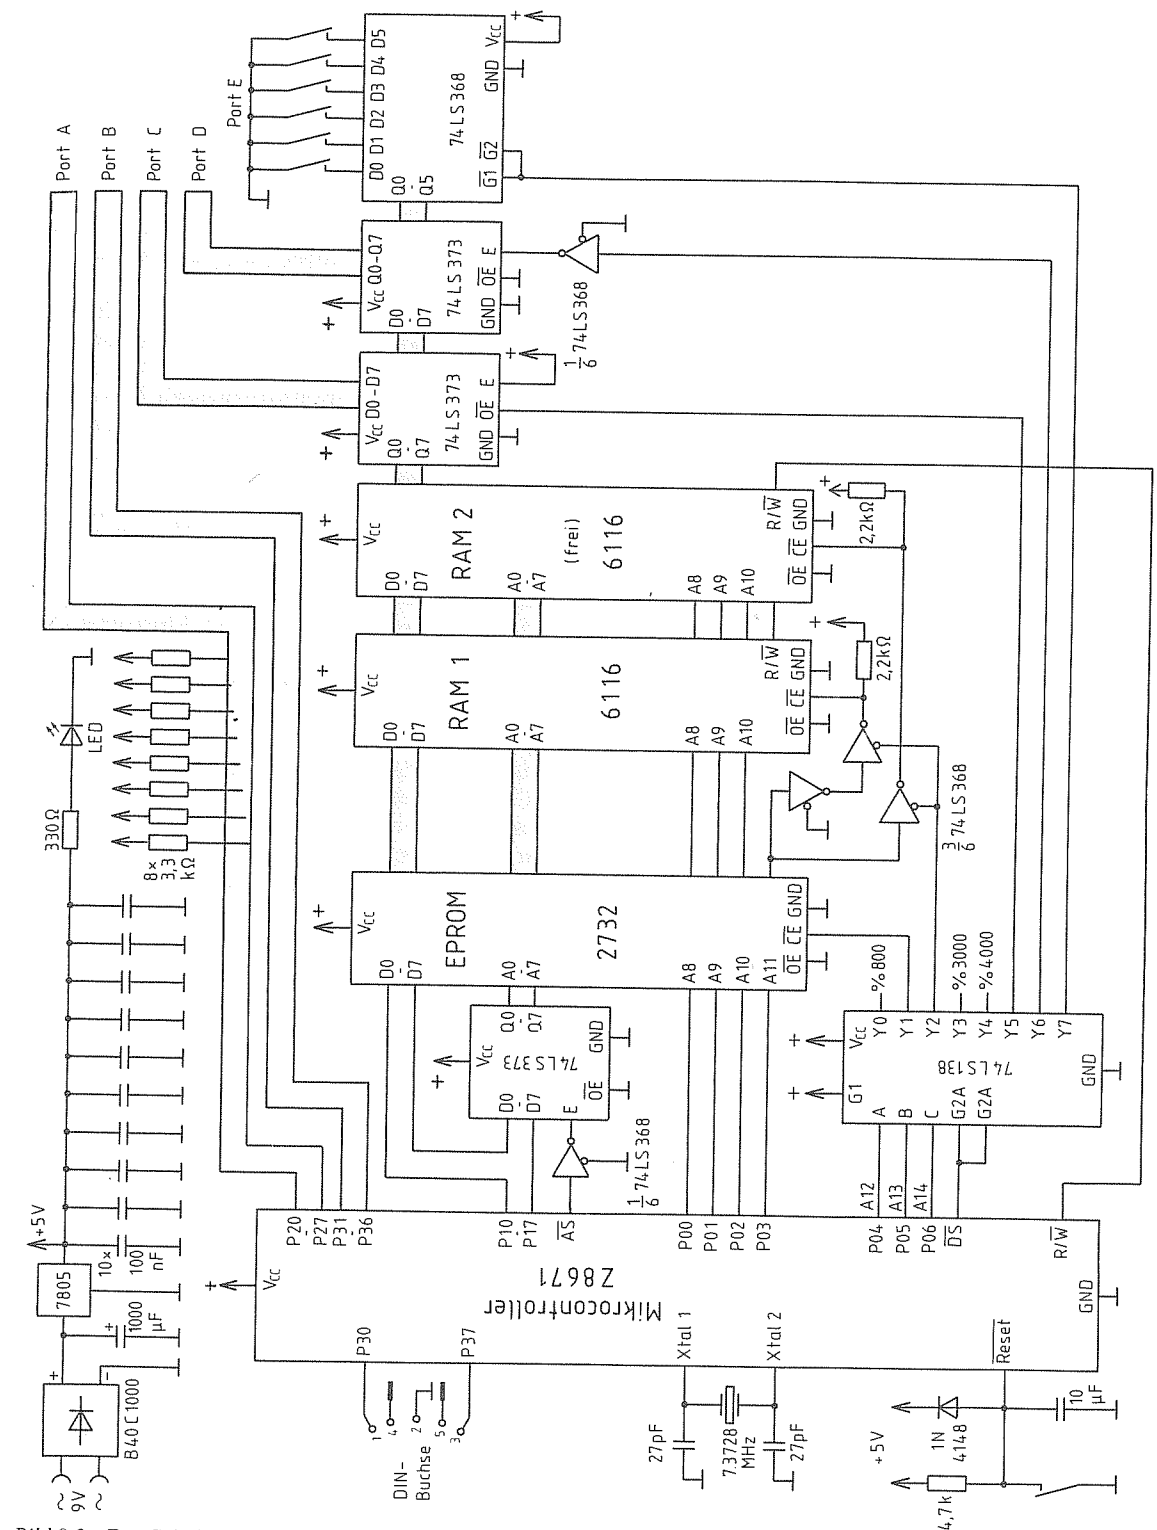 Port A
Port B
Port C
Port D
Port E
D0 D1 D2 D3 D4 D5
74LS368
Q0
-
Q5
G1 G2
GND VCC
+
+
VCC Q0-Q7
D0
-
D7
74LS373
GND OE E
1/6 74LS368
+
VCC D0-D7
Q0
-
Q7
74LS373
GND OE E
+
+
VCC
RAM 2
(frei)
6116
D0
-
D7
A0
-
A7
A8
A9
A10
R/W
OE CE GND
+
2,2kΩ
+
VCC
RAM 1
6116
D0
-
D7
A0
-
A7
A8
A9
A10
R/W
OE CE GND
+
2,2kΩ
3/6 74LS368
+
VCC
EPROM
2732
D0
-
D7
A0
-
A7
A8
A9
A10
A11
OE CE GND
+
VCC
74LS373
D0
-
D7
Q0
-
Q7
E
OE
GND
1/6 74LS368
+
+
G1
VCC
74LS138
A
B
C
G2A
G2A
Y0
Y1
Y2
Y3
Y4
Y5
Y6
Y7
GND
%800
%3000
%4000
A12
A13
A14
+
VCC
Mikrocontroller
Z8671
P20
-
P27
P31
-
P36
P10
-
P17
AS
P00
P01
P02
P03
P04
P05
P06
DS
R/W
GND
P30
P37
Xtal 1
Xtal 2
Reset
DIN-
Buchse
1
4
2
5
3
27pF
7.3728
MHz
27pF
+5V
1N
4148
4,7k
10
µF
~
9V
~
B40C1000
+
-
+
1000
µF
7805
+5V
10x
100
nF
330Ω
LED
8x
3,3
kΩ